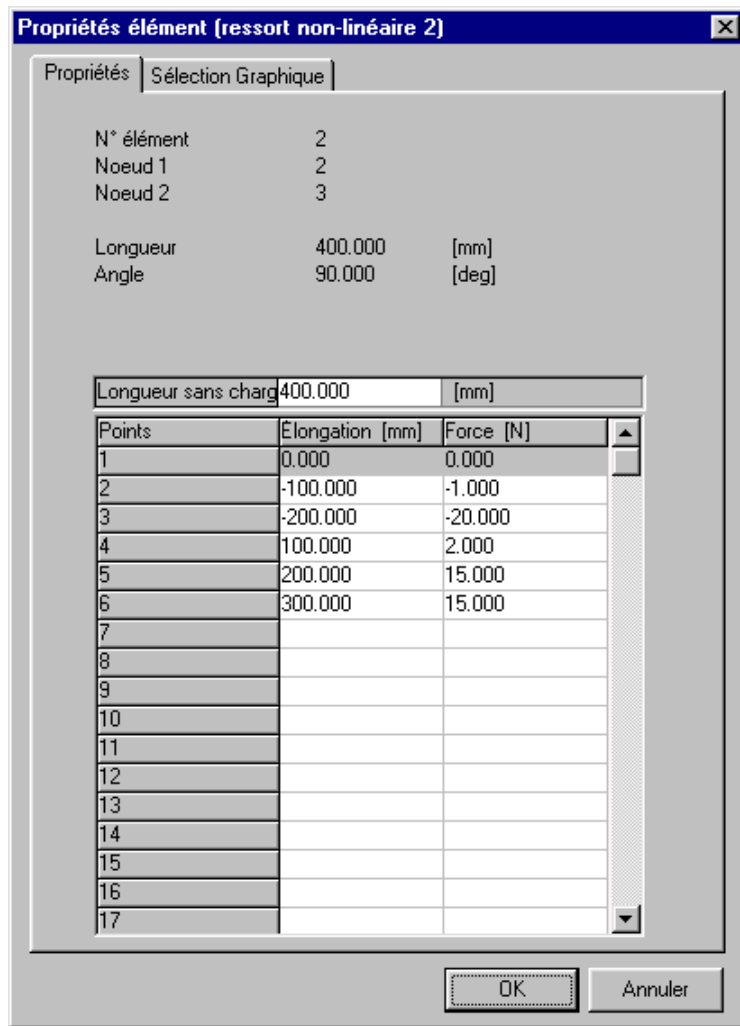 Propriétés élément (ressort non-linéaire 2)
Propriétés Sélection Graphique
N° élément 2
Noeud 1 2
Noeud 2 3
Longueur 400.000 [mm]
Angle 90.000 [deg]
Longueur sans charg 400.000 [mm]
Points Élongation [mm] Force [N]
1 0.000 0.000
2 -100.000 -1.000
3 -200.000 -20.000
4 100.000 2.000
5 200.000 15.000
6 300.000 15.000
7
8
9
10
11
12
13
14
15
16
17
OK Annuler